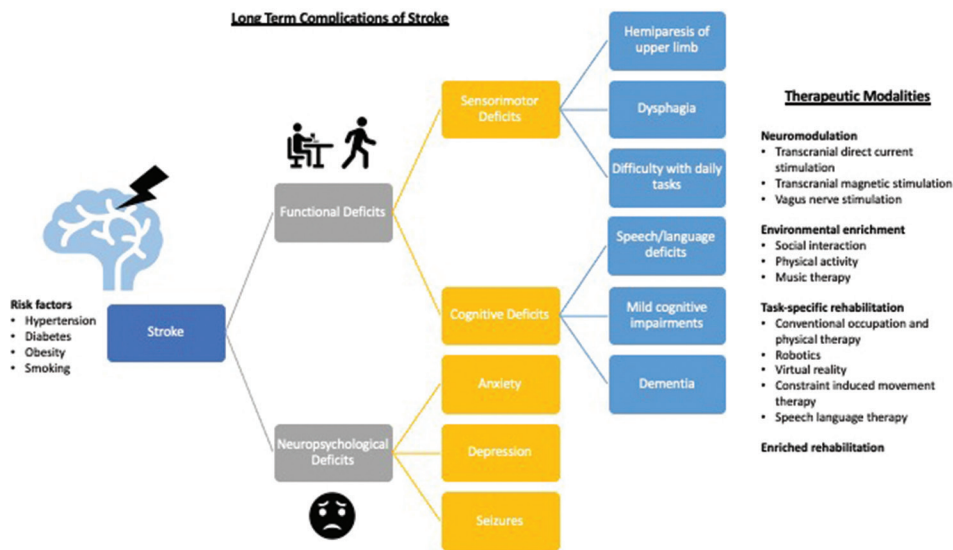 Long Term Complications of Stroke
Risk factors
• Hypertension
• Diabetes
• Obesity
• Smoking
Stroke
Functional Deficits
Neuropsychological
Deficits
Sensorimotor
Deficits
Cognitive Deficits
Anxiety
Depression
Seizures
Hemiparesis of
upper limb
Dysphagia
Difficulty with daily
tasks
Speech/language
deficits
Mild cognitive
impairments
Dementia
Therapeutic Modalities
Neuromodulation
• Transcranial direct current
stimulation
• Transcranial magnetic stimulation
• Vagus nerve stimulation
Environmental enrichment
• Social interaction
• Physical activity
• Music therapy
Task-specific rehabilitation
• Conventional occupation and
physical therapy
• Robotics
• Virtual reality
• Constraint induced movement
therapy
• Speech language therapy
Enriched rehabilitation